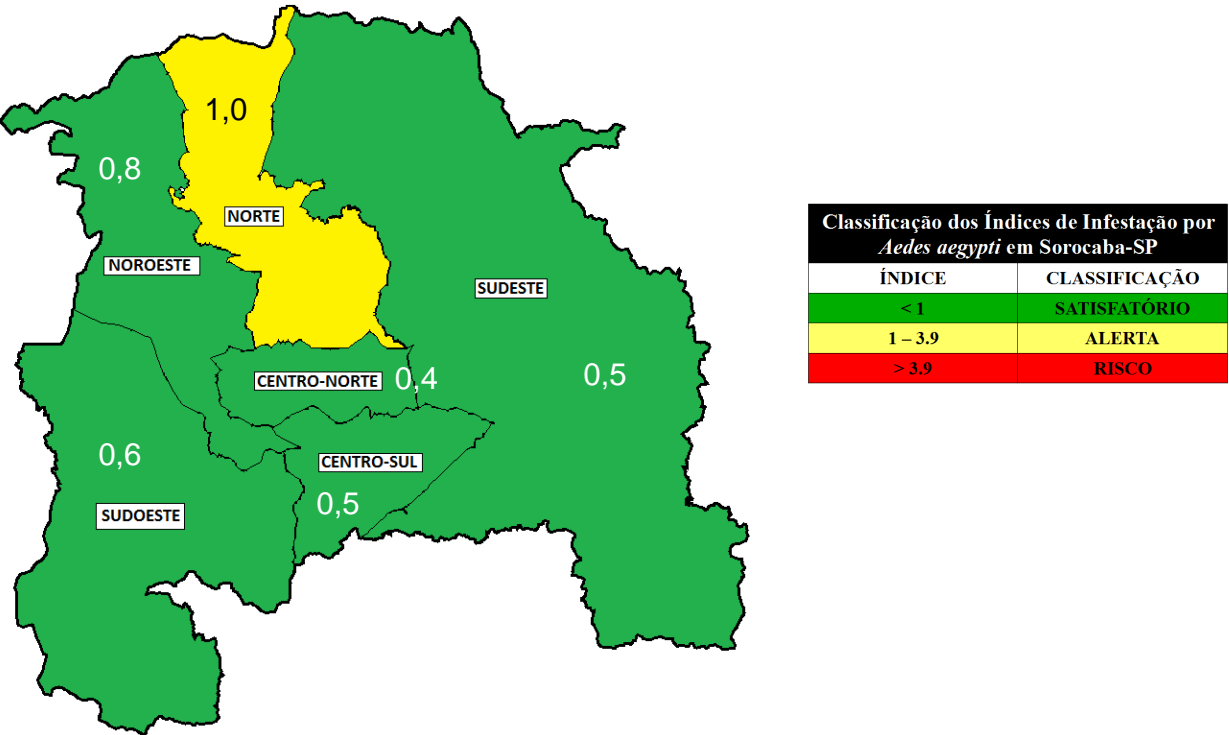 1,0
0,8
NORTE
NOROESTE
SUDESTE
CENTRO-NORTE
0,4
0,5
0,6
CENTRO-SUL
0,5
SUDOESTE
Classificação dos Índices de Infestação por
Aedes aegypti em Sorocaba-SP
ÍNDICE CLASSIFICAÇÃO
< 1 SATISFATÓRIO
1 – 3.9 ALERTA
> 3.9 RISCO